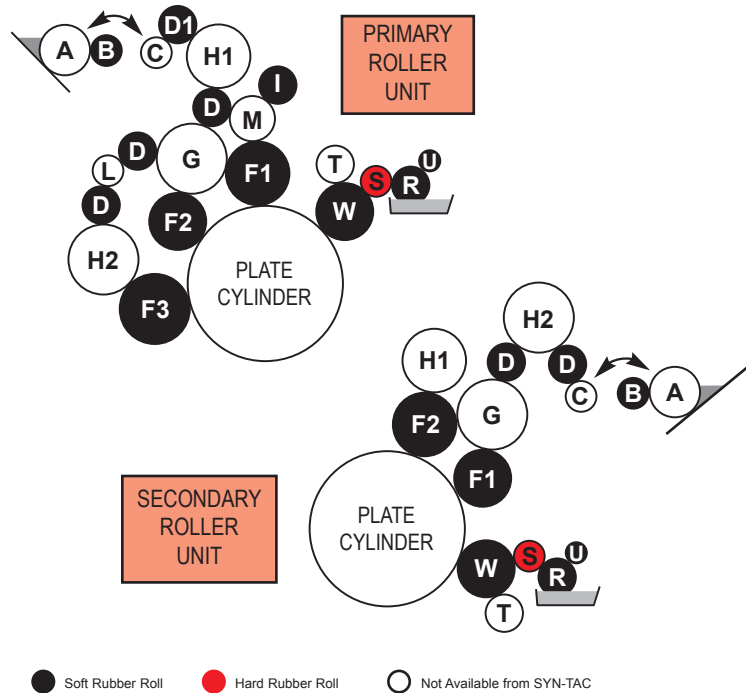 D1
A
B
C
H1
PRIMARY
ROLLER
UNIT
I
D
M
D
G
L
F1
T
S
U
R
D
W
F2
H2
PLATE
CYLINDER
F3
H2
H1
D
D
C
B
A
F2
G
F1
SECONDARY
ROLLER
UNIT
PLATE
CYLINDER
W
S
U
R
T
Soft Rubber Roll
Hard Rubber Roll
Not Available from SYN-TAC